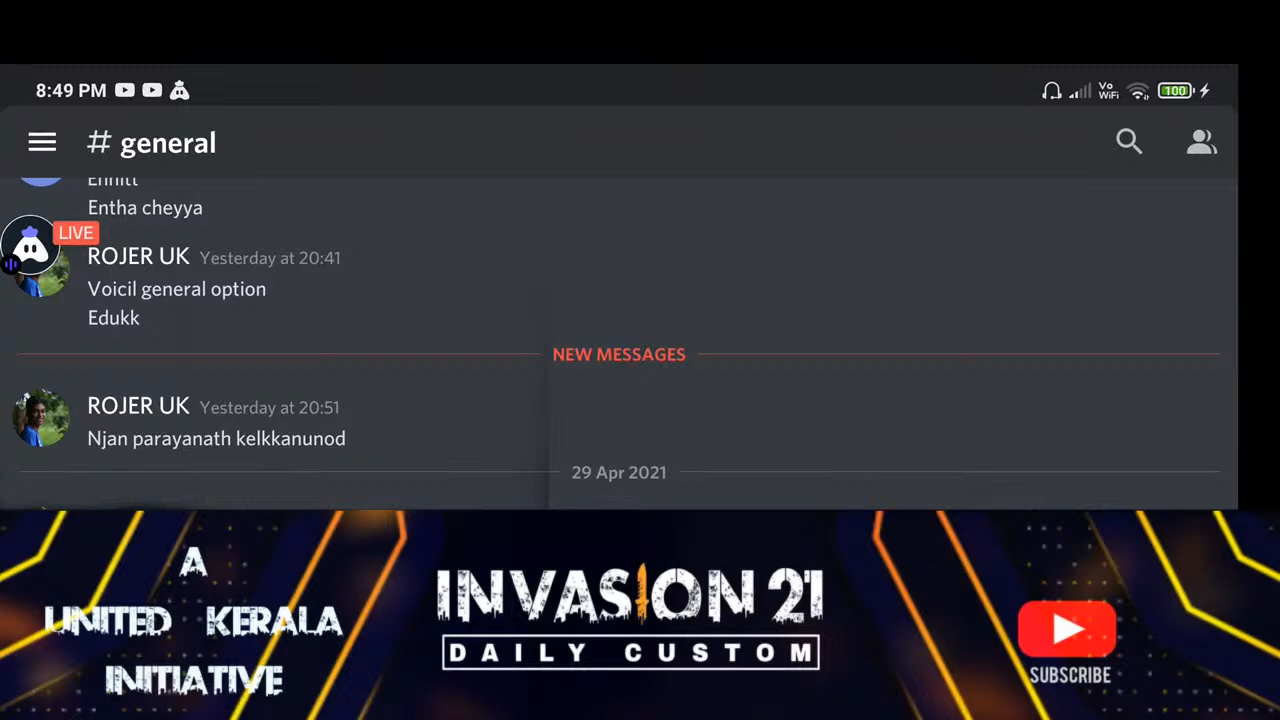 8:49 PM
Vo
WiFi
100
# general
Ennitt
Entha cheyya
LIVE
ROJER UK Yesterday at 20:41
Voicil general option
Edukk
NEW MESSAGES
ROJER UK Yesterday at 20:51
Njan parayanath kelkkanunod
29 Apr 2021
A
UNITED KERALA
INITIATIVE
INVASION 21
DAILY CUSTOM
SUBSCRIBE